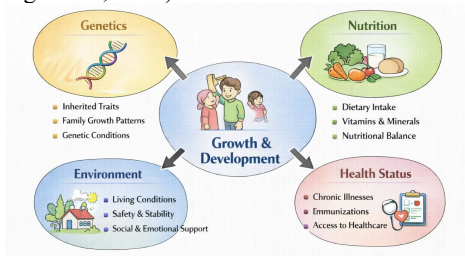 Genetics
Inherited Traits
Family Growth Patterns
Genetic Conditions
Nutrition
Dietary Intake
Vitamins & Minerals
Nutritional Balance
Growth &
Development
Environment
Living Conditions
Safety & Stability
Social & Emotional Support
Health Status
Chronic Illnesses
Immunizations
Access to Healthcare